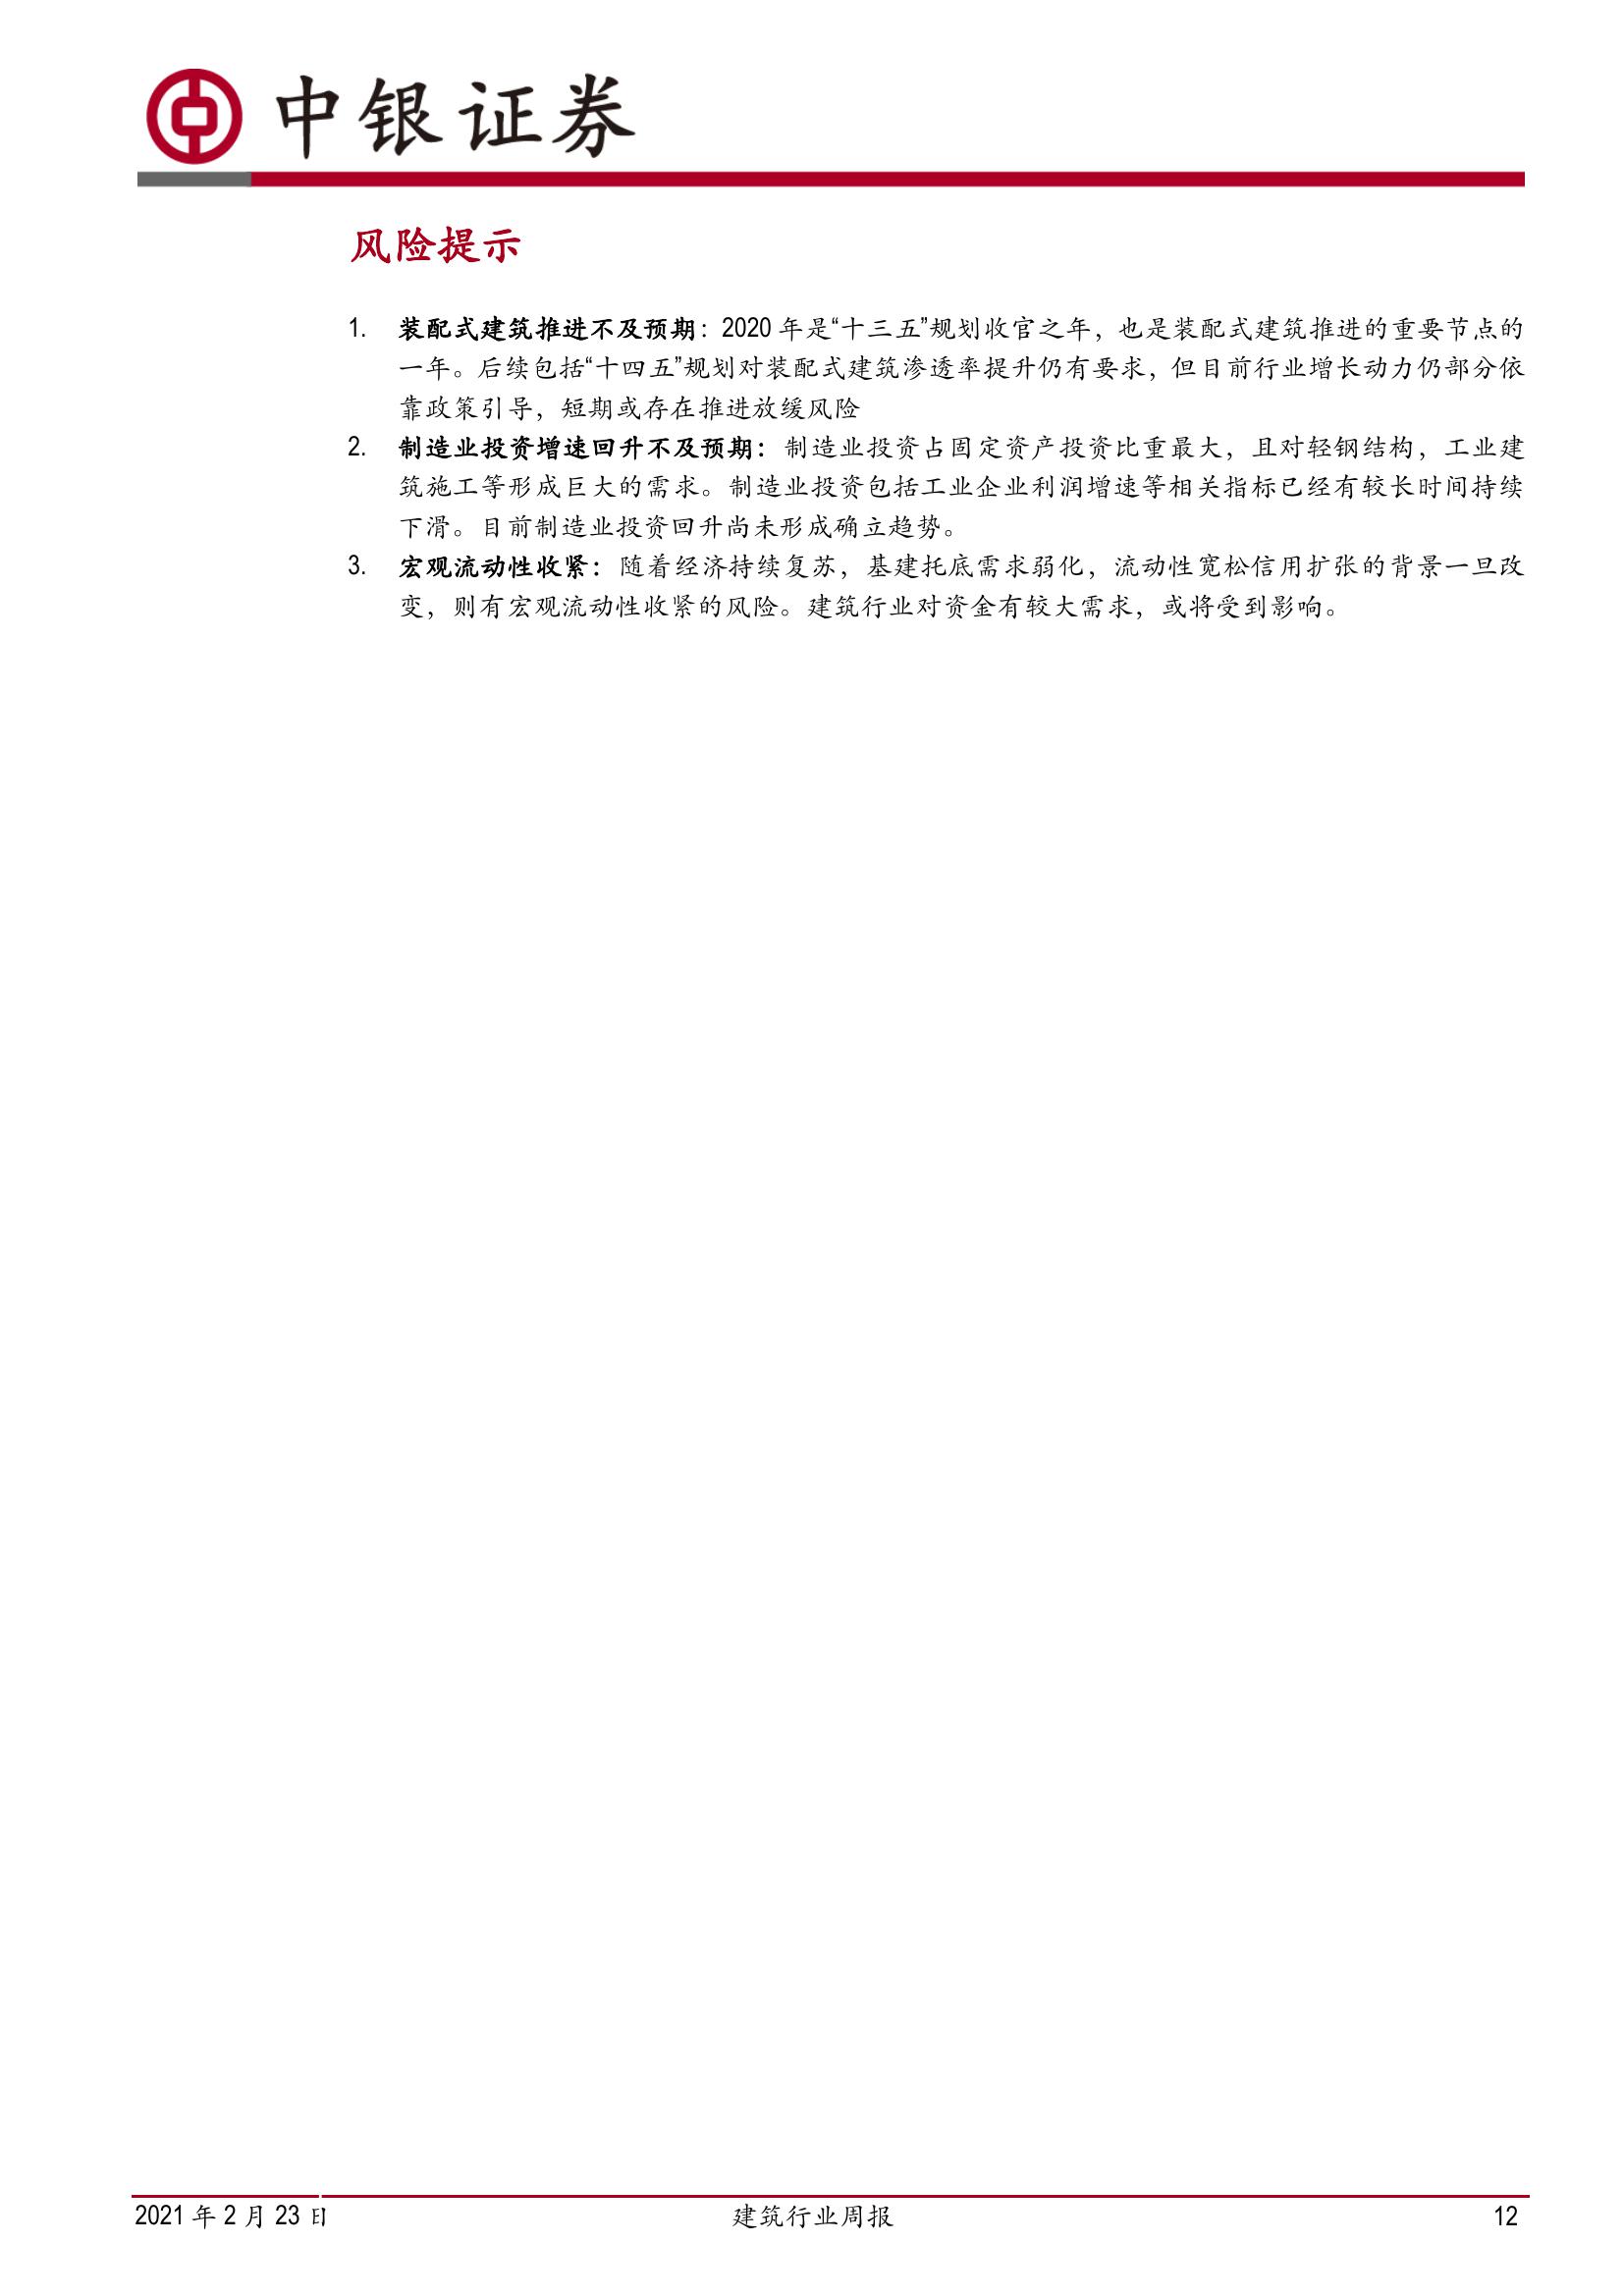 中银证券
风险提示
1. 装配式建筑推进不及预期：2020 年是“十三五”规划收官之年，也是装配式建筑推进的重要节点的
一年。后续包括“十四五”规划对装配式建筑渗透率提升仍有要求，但目前行业增长动力仍部分依
靠政策引导，短期或存在推进放缓风险
2. 制造业投资增速回升不及预期：制造业投资占固定资产投资比重最大，且对轻钢结构，工业建
筑施工等形成巨大的需求。制造业投资包括工业企业利润增速等相关指标已经有较长时间持续
下滑。目前制造业投资回升尚未形成确立趋势。
3. 宏观流动性收紧：随着经济持续复苏，基建托底需求弱化，流动性宽松信用扩张的背景一旦改
变，则有宏观流动性收紧的风险。建筑行业对资金有较大需求，或将受到影响。
2021 年 2 月 23 日 建筑行业周报 12